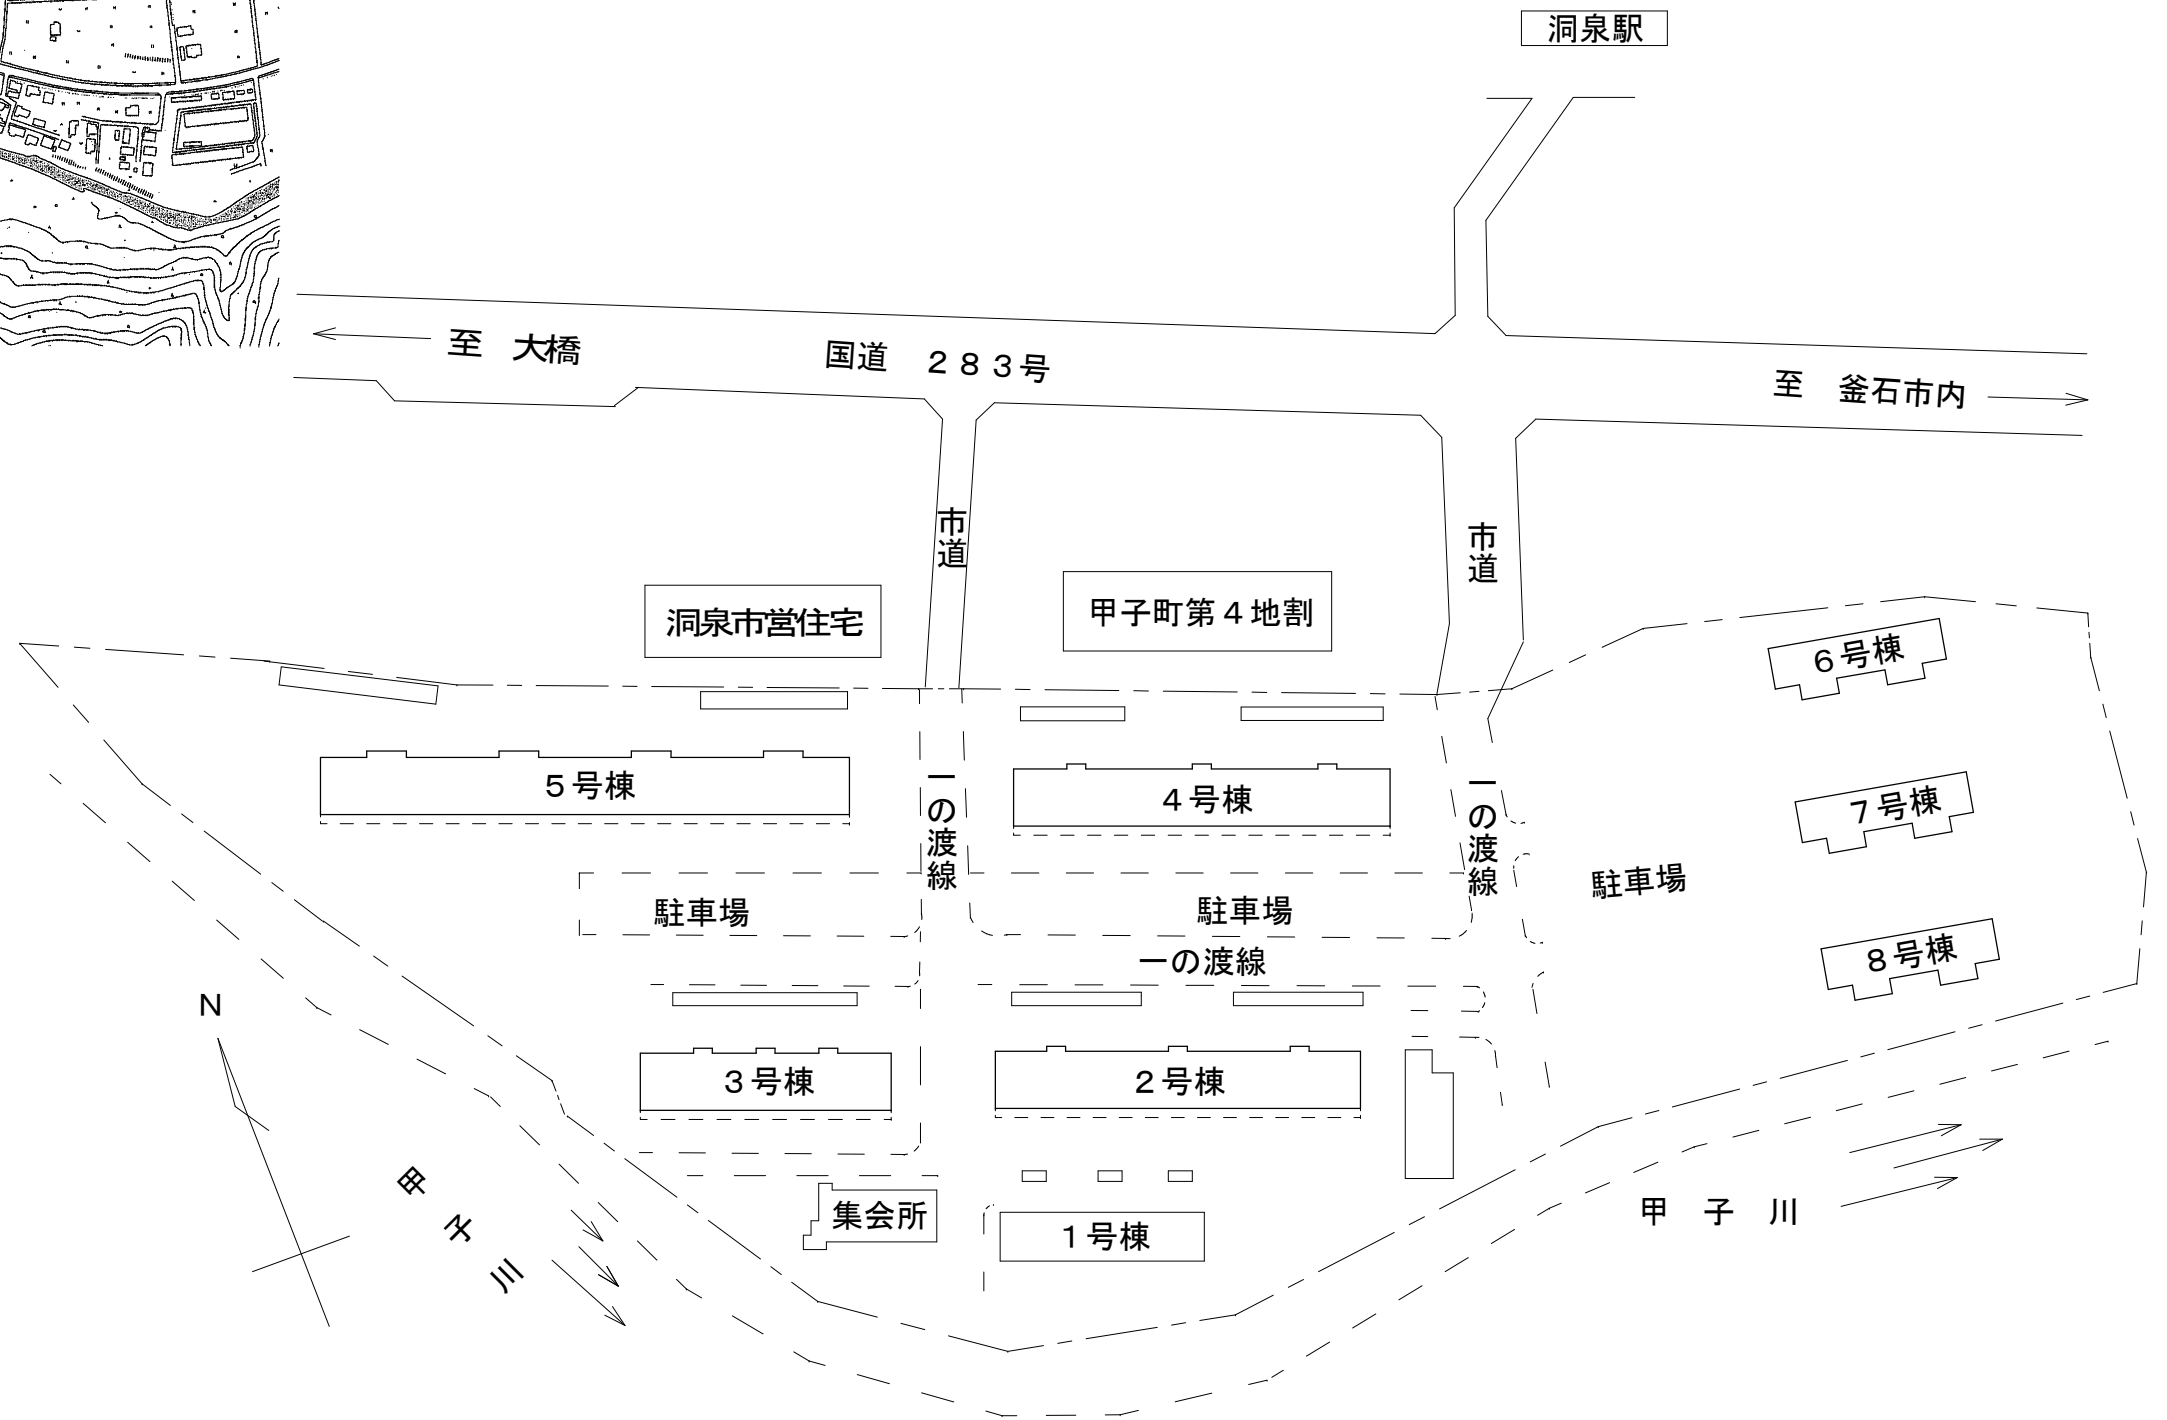 洞泉駅
至　大橋
国道　２８３号
至　釜石市内
市道
市道
洞泉市営住宅
甲子町第４地割
６号棟
５号棟
４号棟
７号棟
一の渡線
一の渡線
駐車場
駐車場
駐車場
一の渡線
８号棟
N
３号棟
２号棟
甲子川
集会所
１号棟
甲　子　川